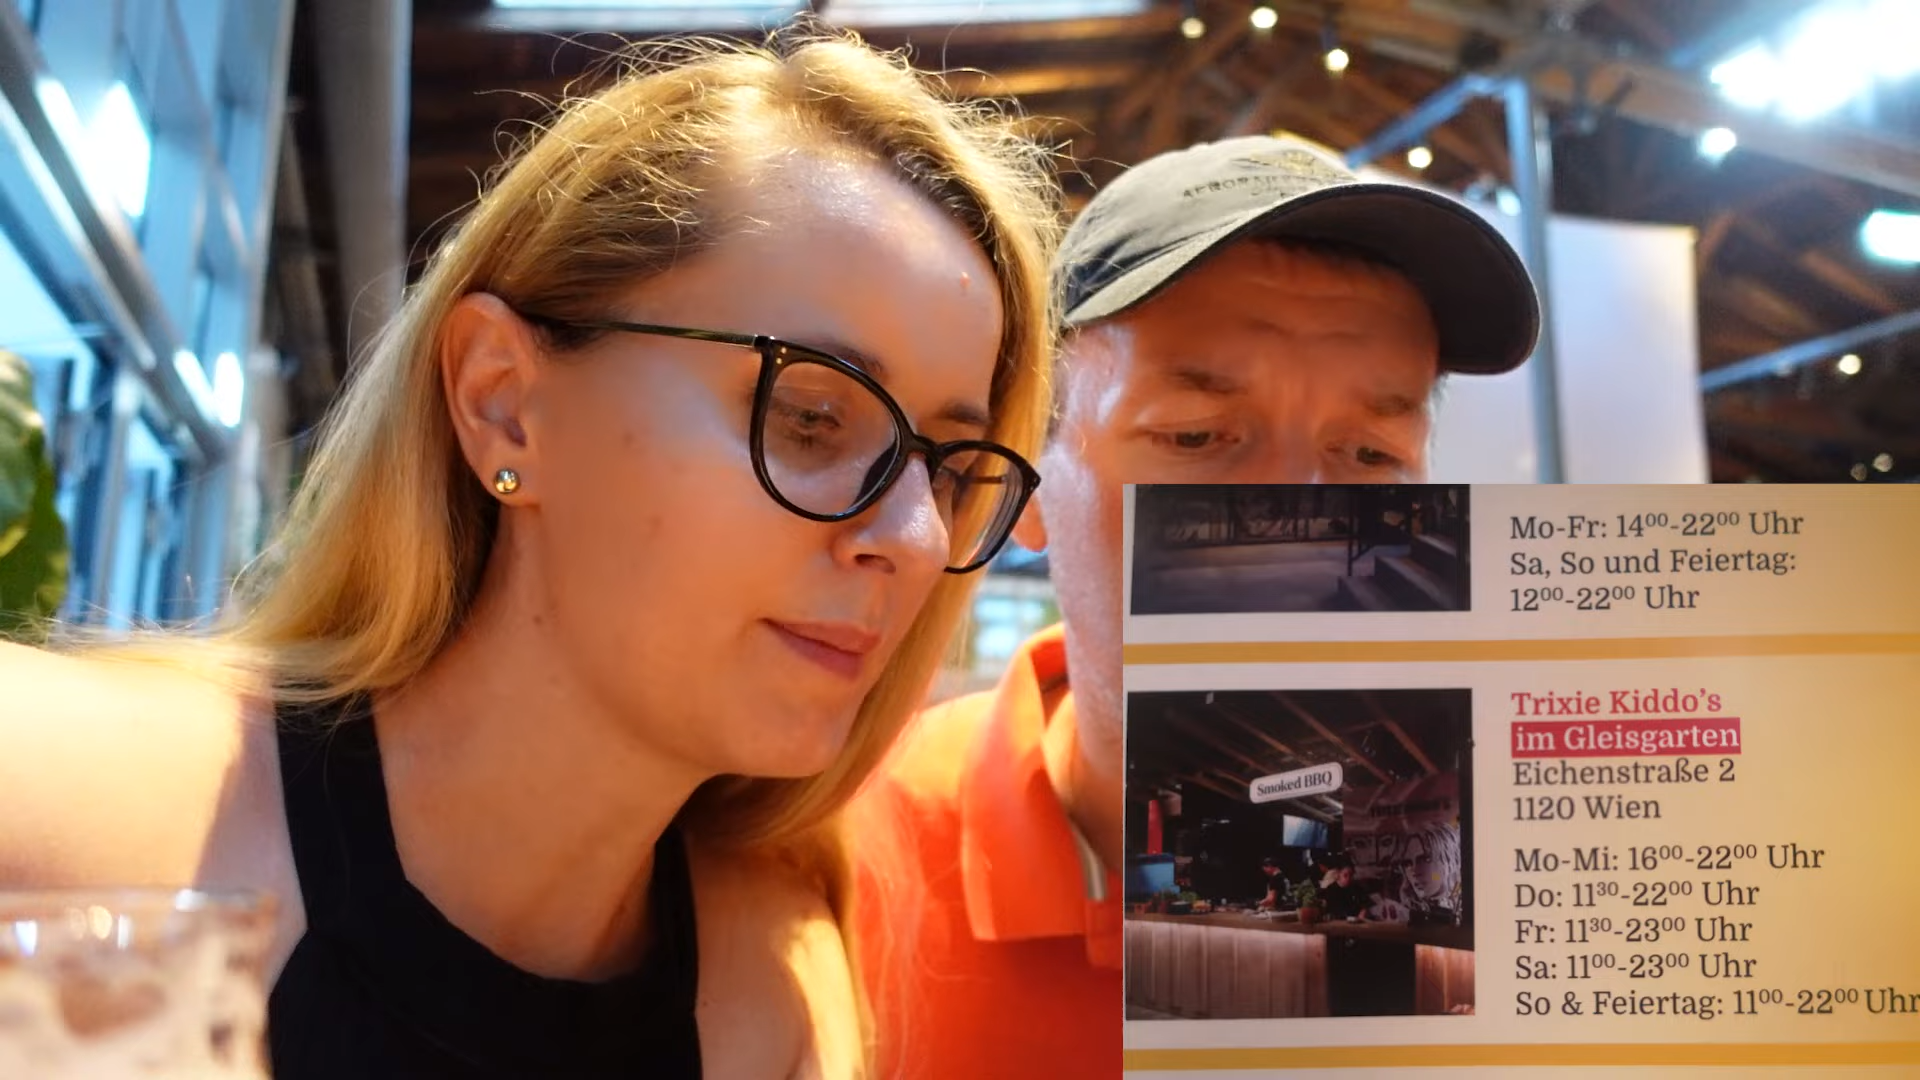 Mo-Fr: 14⁰⁰-22⁰⁰ Uhr
Sa, So und Feiertag:
12⁰⁰-22⁰⁰ Uhr
Trixie Kiddo's
im Gleisgarten
Eichenstraße 2
1120 Wien
Mo-Mi: 16⁰⁰-22⁰⁰ Uhr
Do: 11³⁰-22⁰⁰ Uhr
Fr: 11³⁰-23⁰⁰ Uhr
Sa: 11⁰⁰-23⁰⁰ Uhr
So & Feiertag: 11⁰⁰-22⁰⁰ Uhr
Smoked BBQ